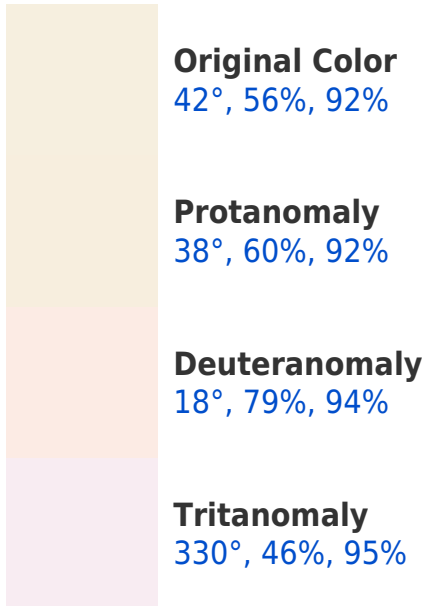 Original Color
42°, 56%, 92%
Protanomaly
38°, 60%, 92%
Deuteranomaly
18°, 79%, 94%
Tritanomaly
330°, 46%, 95%